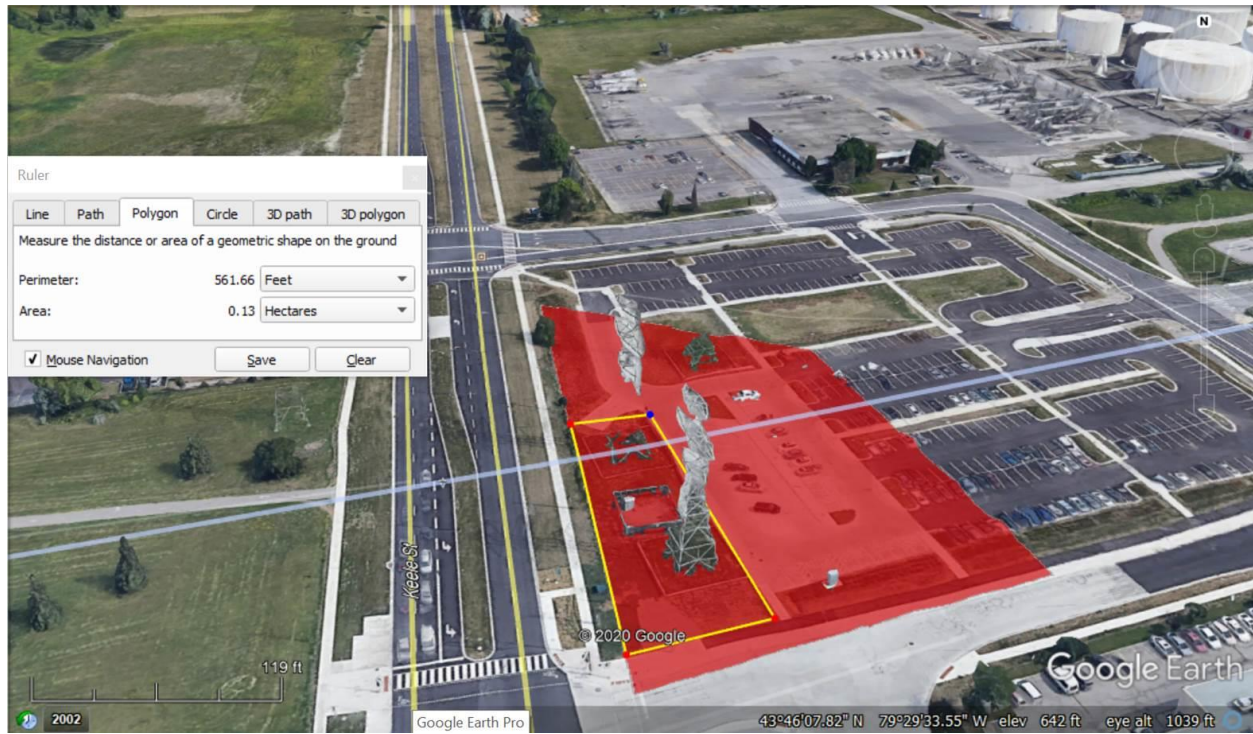 N
Ruler
Line Path Polygon Circle 3D path 3D polygon
Measure the distance or area of a geometric shape on the ground
Perimeter: 561.66 Feet
Area: 0.13 Hectares
Mouse Navigation Save Clear
Keele St
© 2020 Google
119 ft
Google Earth
2002
Google Earth Pro
43°46'07.82" N 79°29'33.55" W elev 642 ft eye alt 1039 ft